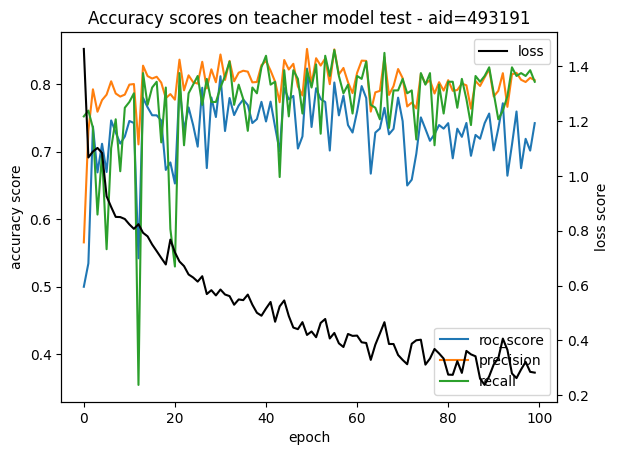 Accuracy scores on teacher model test - aid=493191
loss
roc_score
precision
recall
accuracy score
0.8
0.7
0.6
0.5
0.4
1.4
1.2
1.0
0.8
0.6
0.4
0.2
loss score
0
20
40
60
80
100
epoch